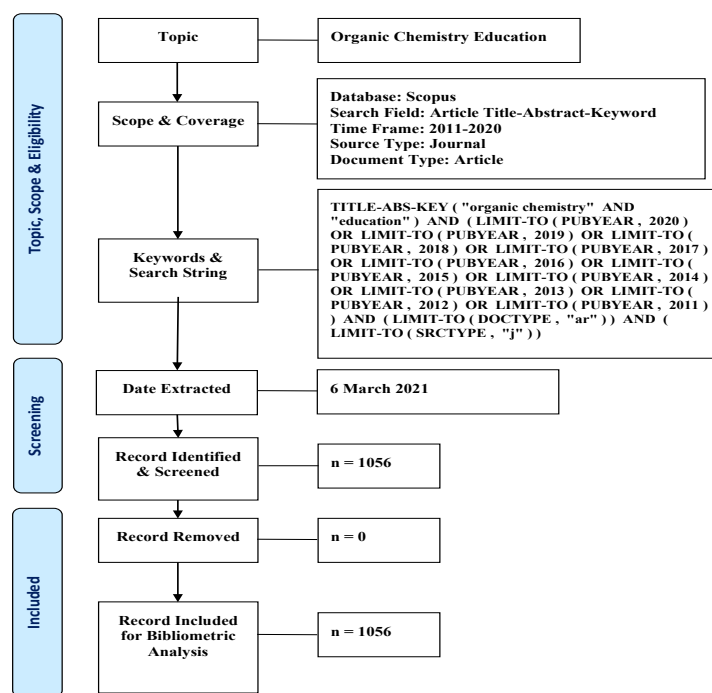 Topic, Scope & Eligibility
Topic
Organic Chemistry Education
Scope & Coverage
Database: Scopus
Search Field: Article Title-Abstract-Keyword
Time Frame: 2011-2020
Source Type: Journal
Document Type: Article
Keywords &
Search String
TITLE-ABS-KEY ( "organic chemistry" AND
"education" ) AND ( LIMIT-TO ( PUBYEAR , 2020 )
OR LIMIT-TO ( PUBYEAR , 2019 ) OR LIMIT-TO (
PUBYEAR , 2018 ) OR LIMIT-TO ( PUBYEAR , 2017 )
OR LIMIT-TO ( PUBYEAR , 2016 ) OR LIMIT-TO (
PUBYEAR , 2015 ) OR LIMIT-TO ( PUBYEAR , 2014 )
OR LIMIT-TO ( PUBYEAR , 2013 ) OR LIMIT-TO (
PUBYEAR , 2012 ) OR LIMIT-TO ( PUBYEAR , 2011 )
) AND ( LIMIT-TO ( DOCTYPE , "ar" ) ) AND (
LIMIT-TO ( SRCTYPE , "j" ) )
Screening
Date Extracted
6 March 2021
Record Identified
& Screened
n = 1056
Included
Record Removed
n = 0
Record Included
for Bibliometric
Analysis
n = 1056